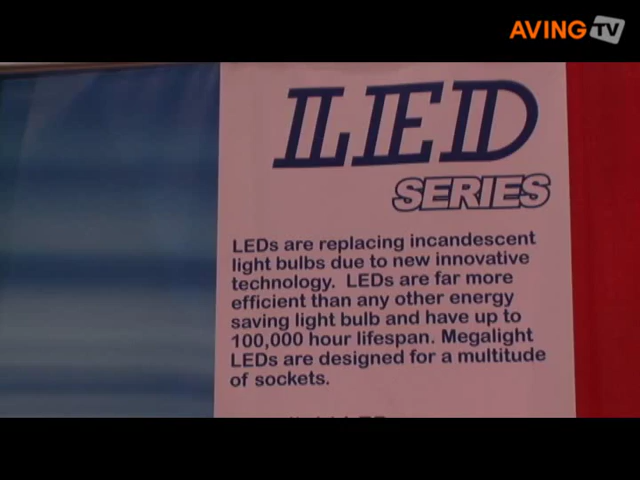 AVING TV
LED
SERIES
LEDs are replacing incandescent
light bulbs due to new innovative
technology. LEDs are far more
efficient than any other energy
saving light bulb and have up to
100,000 hour lifespan. Megalight
LEDs are designed for a multitude
of sockets.